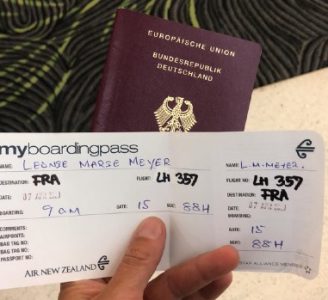 EUROPÄISCHE UNION
BUNDESREPUBLIK
DEUTSCHLAND
myboardingpass
NAME: LEONIE MARIE MEYER
DESTINATION: FRA FLIGHT: LH 357
DATE:
BOARDING: 9 am GATE: 15 SEAT: 88H
COMMENTS:
AIRPOINTS:
BAG TAG NO:
BAG TAG NO:
PASSPORT NO:
AIR NEW ZEALAND
NAME: L.M. MEYER
FLIGHT: LH 357
DESTINATION: FRA
DATE:
GATE: 15
SEAT: 88H
STAR ALLIANCE MEMBER